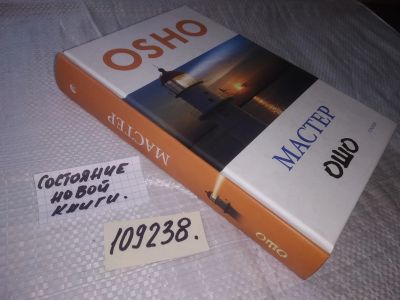 OSHO
МАСТЕР
ОШО
МАСТЕР
ОШО
СОСТОЯНИЕ
НОВОЙ
КНИГИ.
109238.